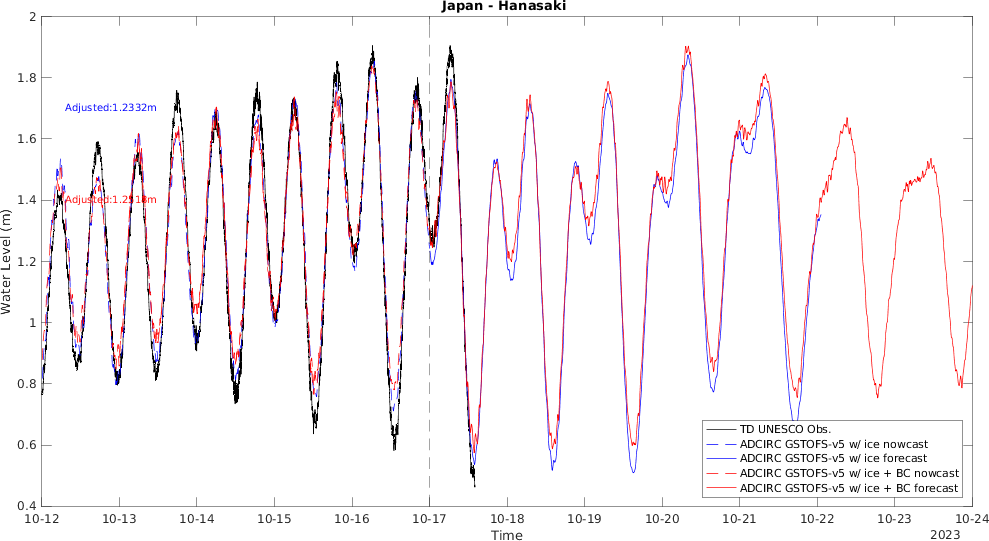 Japan - Hanasaki
2
1.8
1.6
1.4
1.2
1
0.8
0.6
0.4
Water Level (m)
Adjusted:1.2332m
Adjusted:1.2518m
TD UNESCO Obs.
ADCIRC GSTOFS-v5 w/ ice nowcast
ADCIRC GSTOFS-v5 w/ ice forecast
ADCIRC GSTOFS-v5 w/ ice + BC nowcast
ADCIRC GSTOFS-v5 w/ ice + BC forecast
10-12 10-13 10-14 10-15 10-16 10-17 10-18 10-19 10-20 10-21 10-22 10-23 10-24
Time
2023